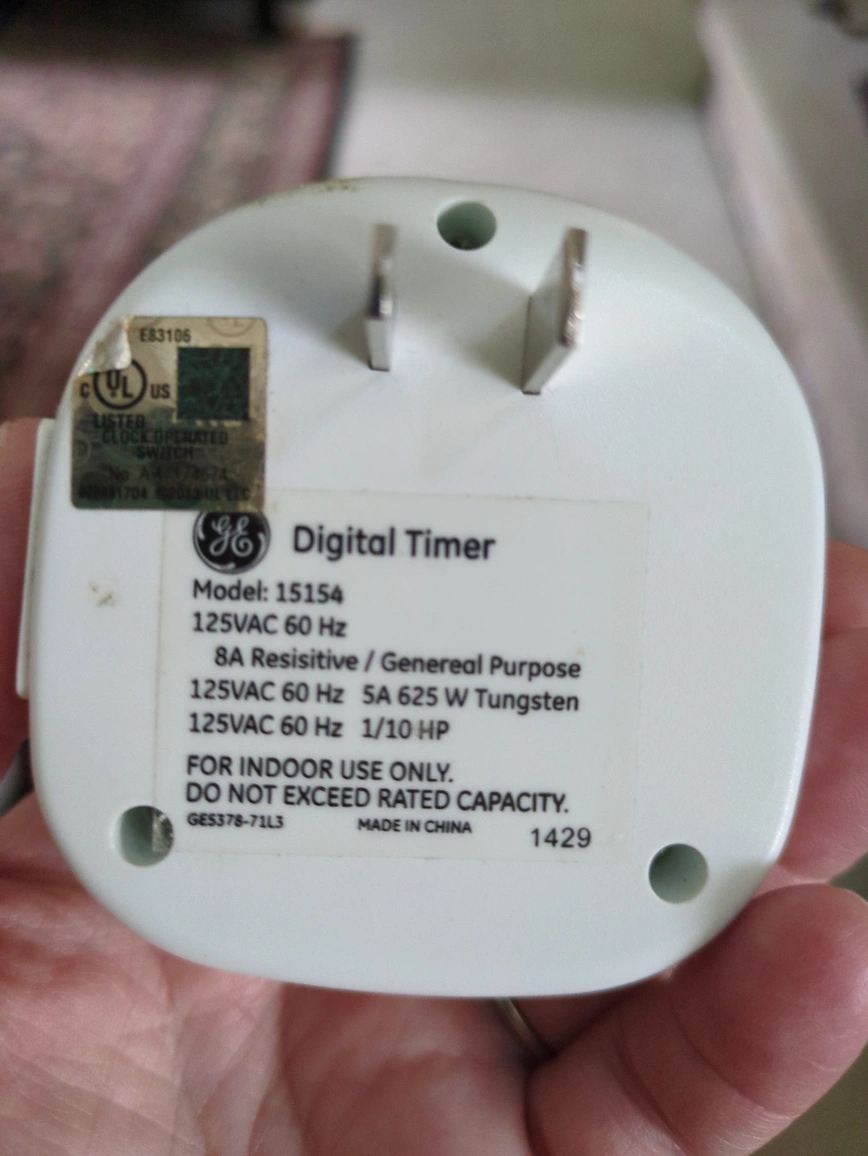 E83106
C UL US
LISTED
CLOCK OPERATED
SWITCH
GE Digital Timer
Model: 15154
125VAC 60 Hz
8A Resisitive / Genereal Purpose
125VAC 60 Hz 5A 625 W Tungsten
125VAC 60 Hz 1/10 HP
FOR INDOOR USE ONLY.
DO NOT EXCEED RATED CAPACITY.
GE5378-71L3 MADE IN CHINA 1429